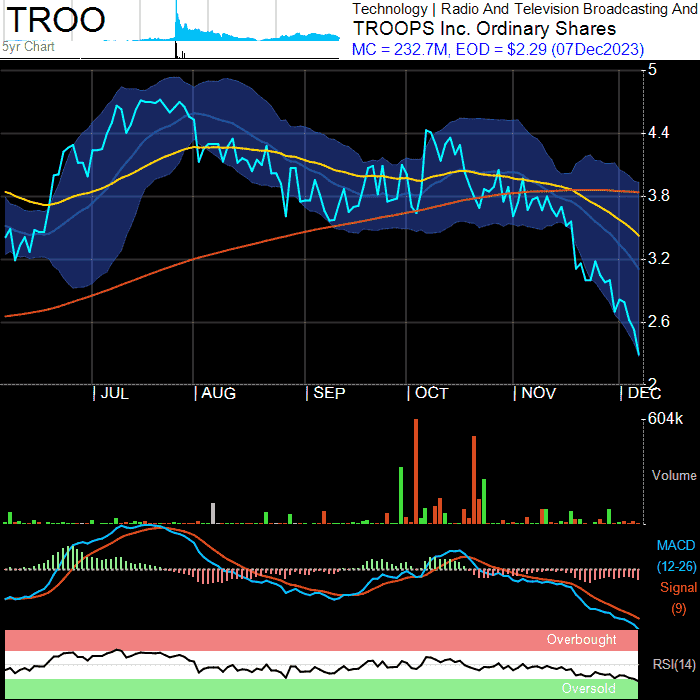 TROO
5yr Chart
Technology | Radio And Television Broadcasting And
TROOPS Inc. Ordinary Shares
MC = 232.7M, EOD = $2.29 (07Dec2023)
5
4.4
3.8
3.2
2.6
2
JUL AUG SEP OCT NOV DEC
604k
Volume
MACD
(12-26)
Signal
(9)
Overbought
RSI(14)
Oversold